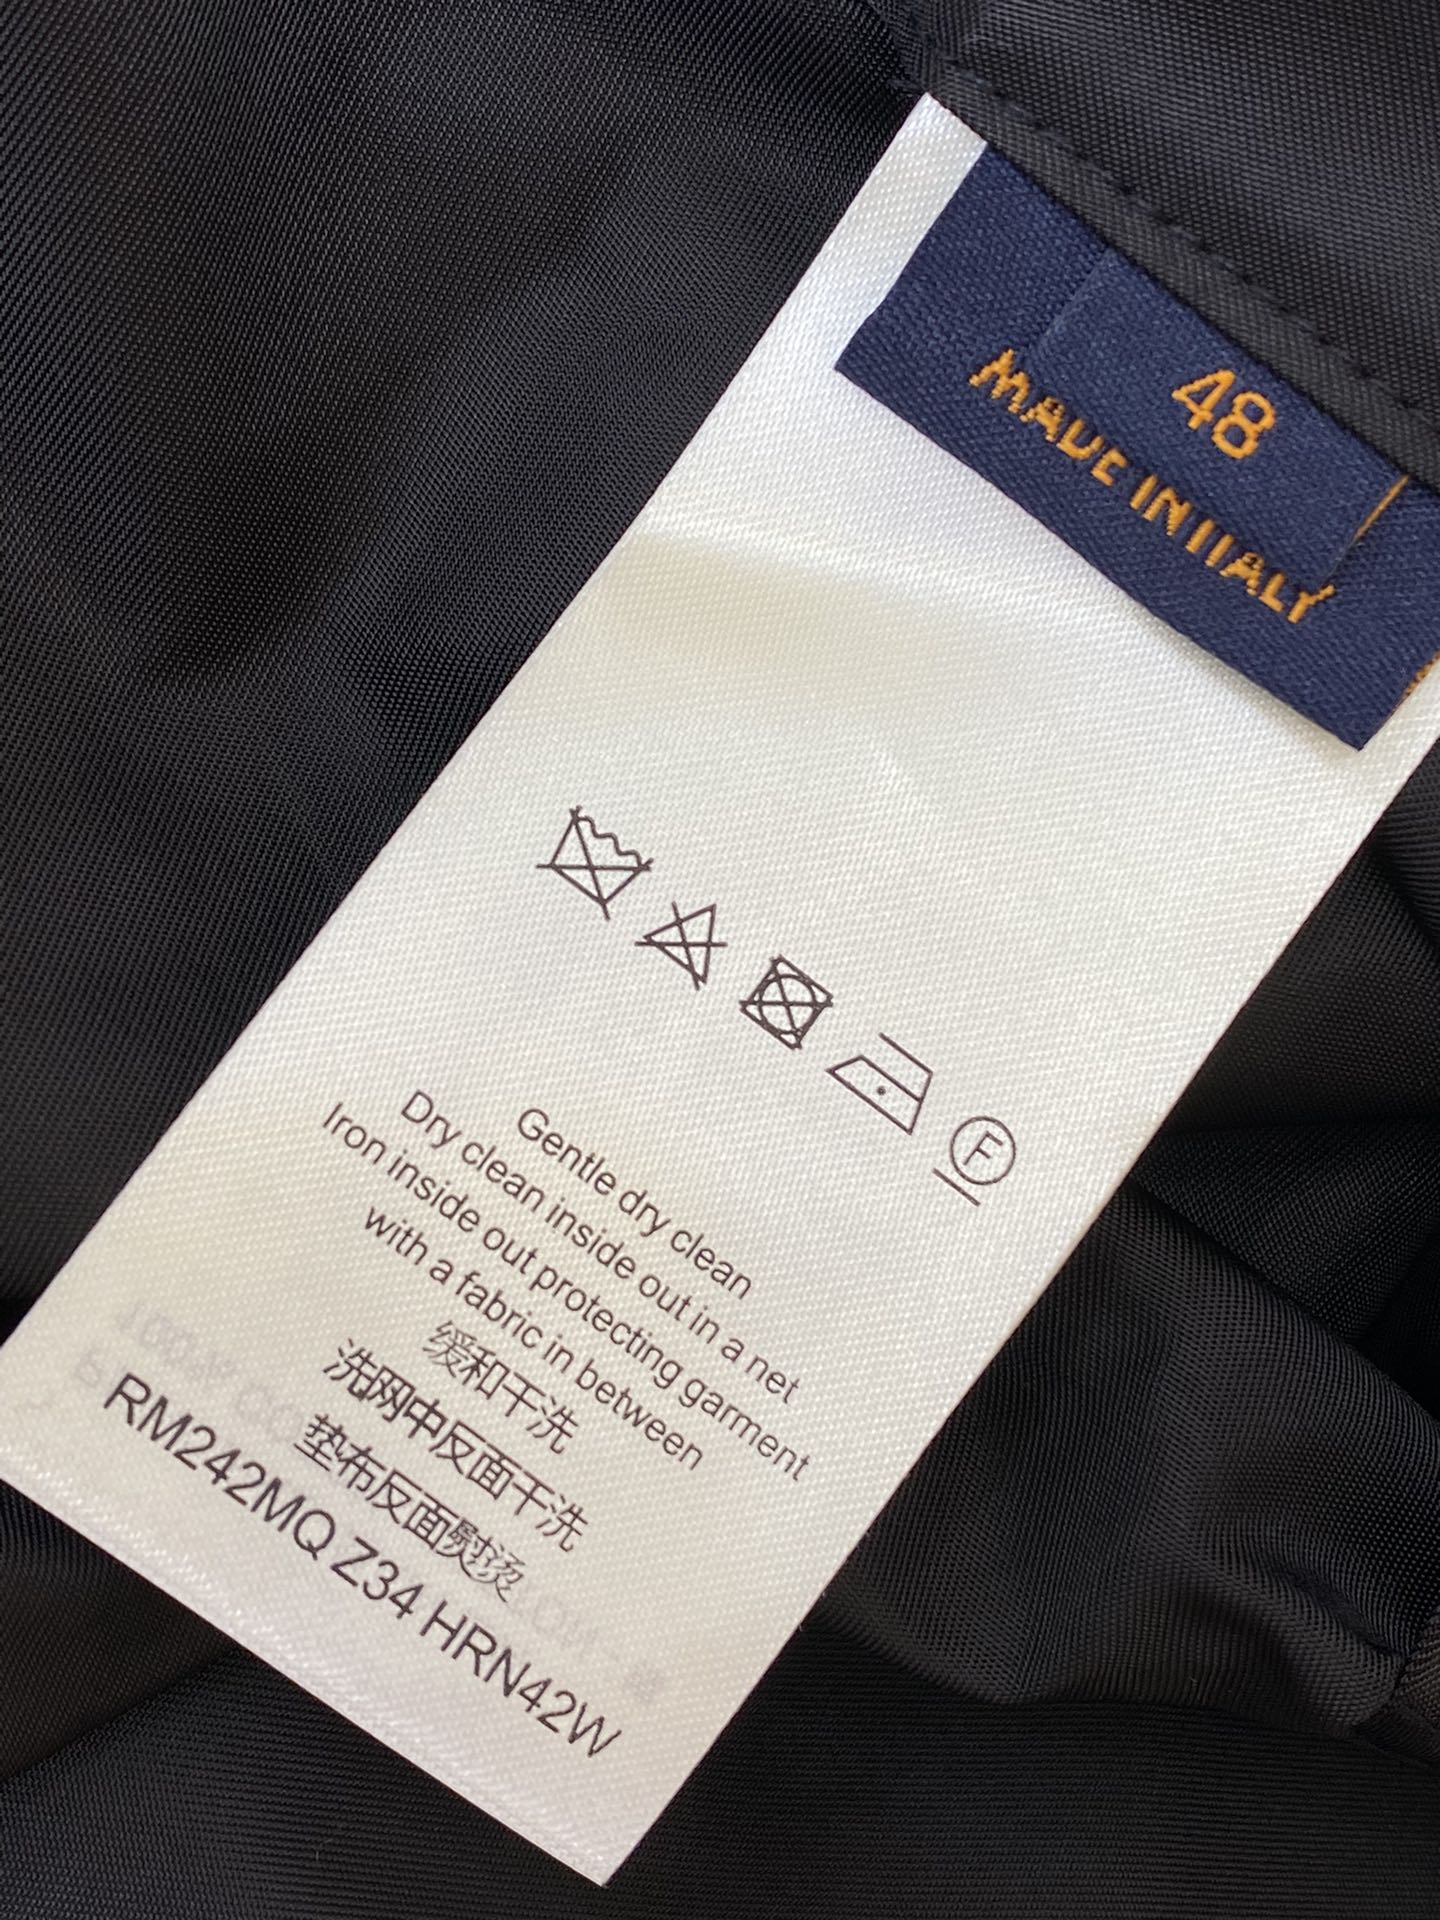 48
MADE IN ITALY
F
Gentle dry clean
Dry clean inside out in a net
Iron inside out protecting garment
with a fabric in between
缓和干洗
洗网中反面干洗
垫布反面熨烫
RM242MQ Z34 HRN42W